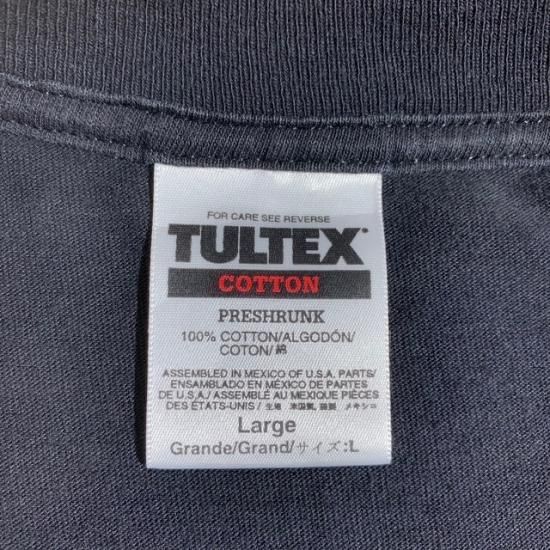 FOR CARE SEE REVERSE
TULTEX
COTTON
PRESHRUNK
100% COTTON/ALGODÓN/
COTON/綿
ASSEMBLED IN MEXICO OF U.S.A. PARTS/
ENSAMBLADO EN MÉXICO DE PARTES
DE U.S.A./ ASSEMBLÉ AU MEXIQUE PIÈCES
DES ÉTATS-UNIS/ 生地 米国製, 縫製 メキシコ
Large
Grande/Grand/サイズ:L